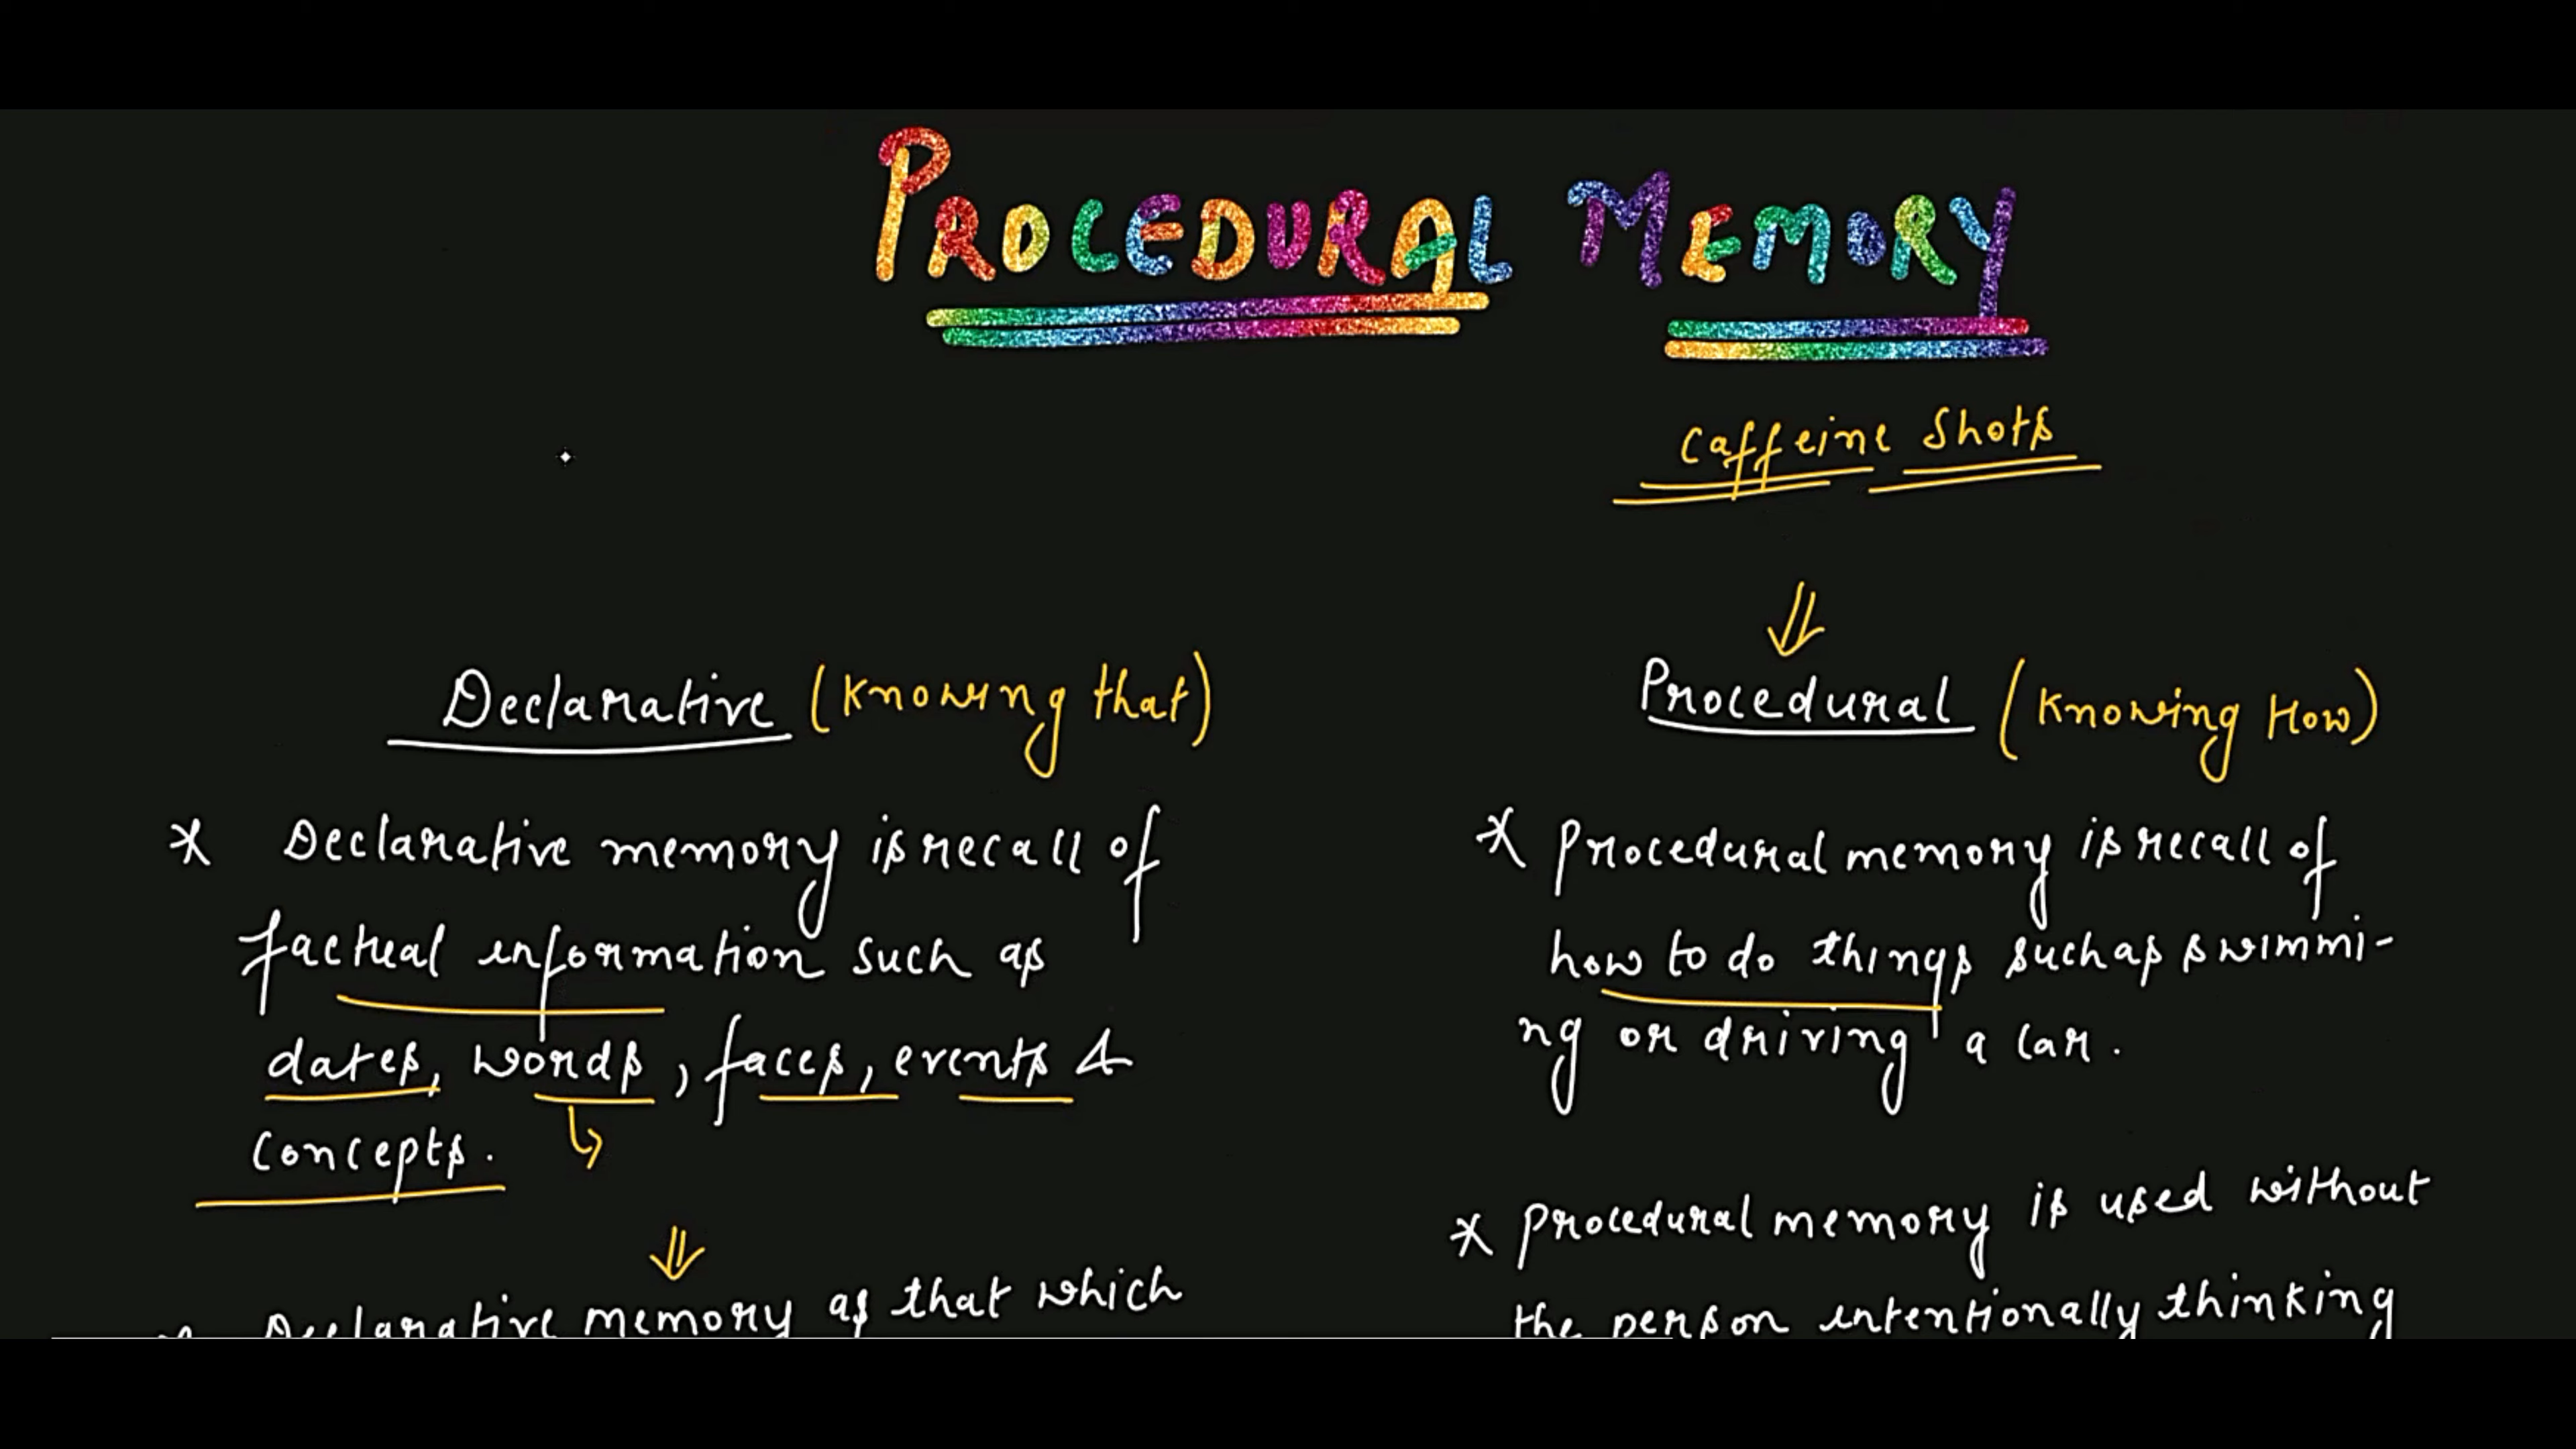 PROCEDURAL MEMORY
Caffeine Shots
Declarative (Knowing that)
* Declarative memory is recall of
factual information such as
dates, words, faces, events &
concepts.
* Declarative memory as that which
Procedural (Knowing How)
* Procedural memory is recall of
how to do things such as swimmi-
ng or driving a car.
* Procedural memory is used without
the person intentionally thinking